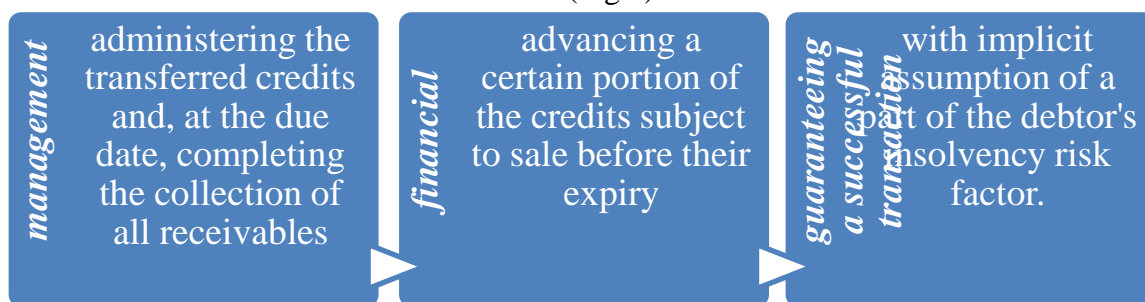 management
administering the
transferred credits
and, at the due
date, completing
the collection of
all receivables
financial
advancing a
certain portion of
the credits subject
to sale before their
expiry
guaranteeing
a successful
transaction
with implicit
assumption of a
part of the debtor's
insolvency risk
factor.